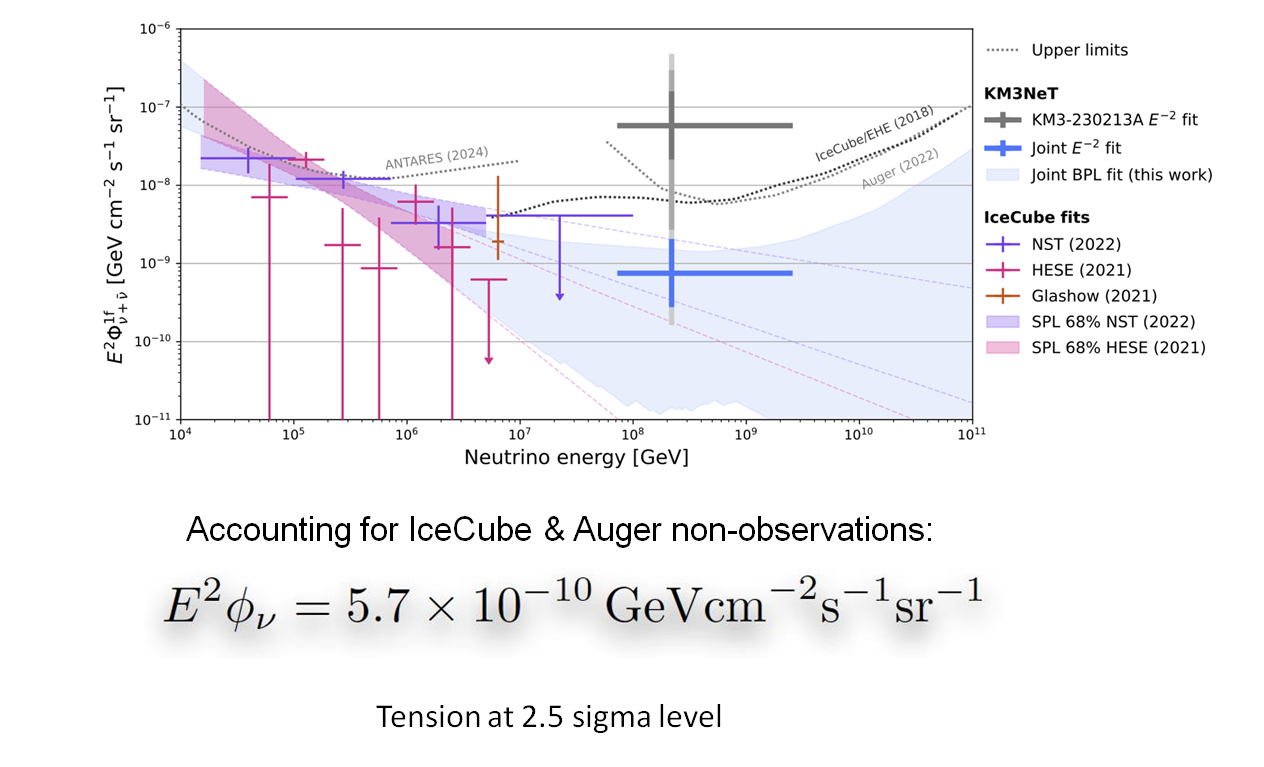 10⁻⁶
10⁻⁷
10⁻⁸
10⁻⁹
10⁻¹⁰
10⁻¹¹
E²Φ¹ᶠ_ν+ν̄ [GeV cm⁻² s⁻¹ sr⁻¹]
ANTARES (2024)
IceCube/EHE (2018)
Auger (2022)
10⁴ 10⁵ 10⁶ 10⁷ 10⁸ 10⁹ 10¹⁰ 10¹¹
Neutrino energy [GeV]
Upper limits
KM3NeT
KM3-230213A E⁻² fit
Joint E⁻² fit
Joint BPL fit (this work)
IceCube fits
NST (2022)
HESE (2021)
Glashow (2021)
SPL 68% NST (2022)
SPL 68% HESE (2021)
Accounting for IceCube & Auger non-observations:
E²ϕ_ν = 5.7 × 10⁻¹⁰ GeVcm⁻²s⁻¹sr⁻¹
Tension at 2.5 sigma level